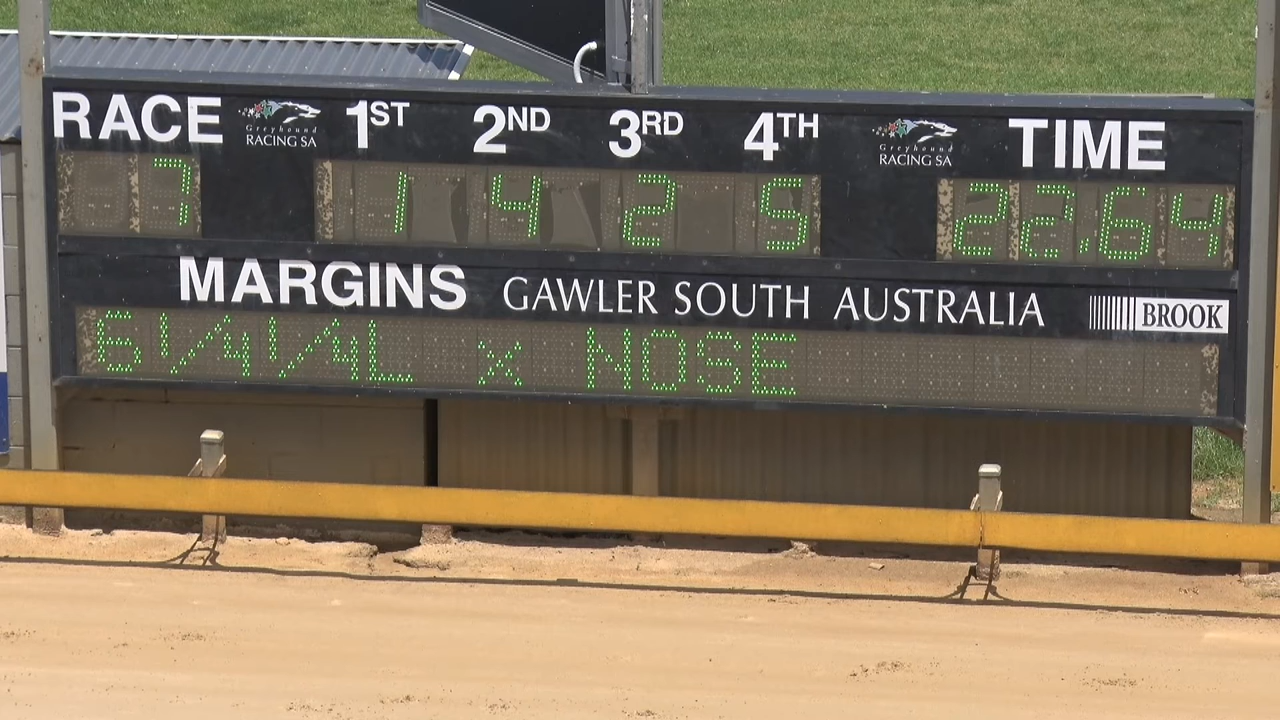 RACE Greyhound RACING SA 1ST 2ND 3RD 4TH Greyhound RACING SA TIME
7 1 4 2 5 22.64
MARGINS GAWLER SOUTH AUSTRALIA BROOK
6 1/4 1/4L x NOSE